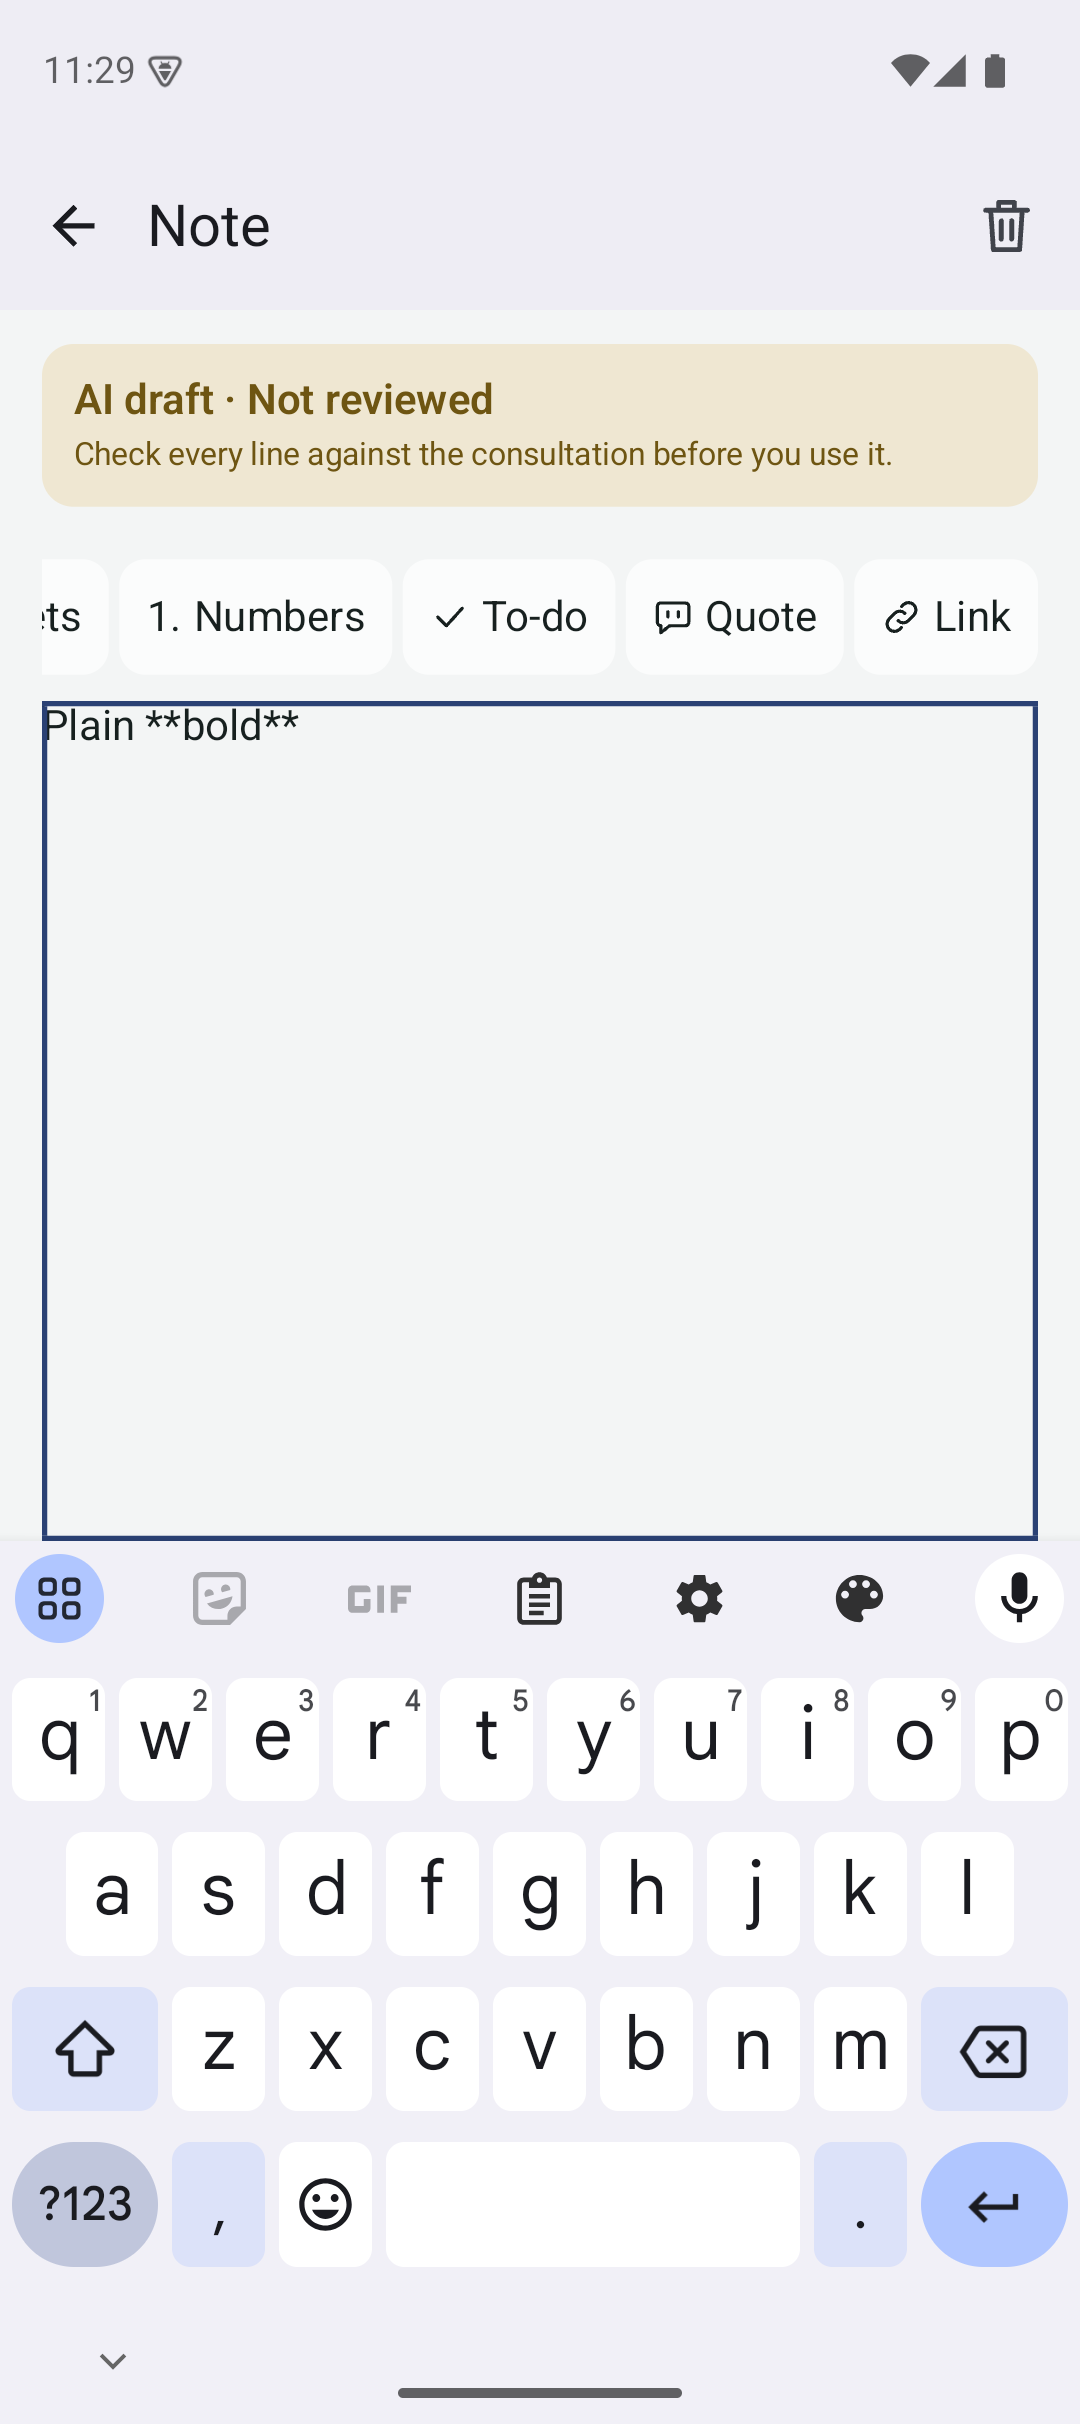 11:29
Note
AI draft · Not reviewed
Check every line against the consultation before you use it.
ts
1. Numbers
To-do
Quote
Link
Plain **bold**
GIF
q 1 w 2 e 3 r 4 t 5 y 6 u 7 i 8 o 9 p 0
a s d f g h j k l
z x c v b n m
?123 , .